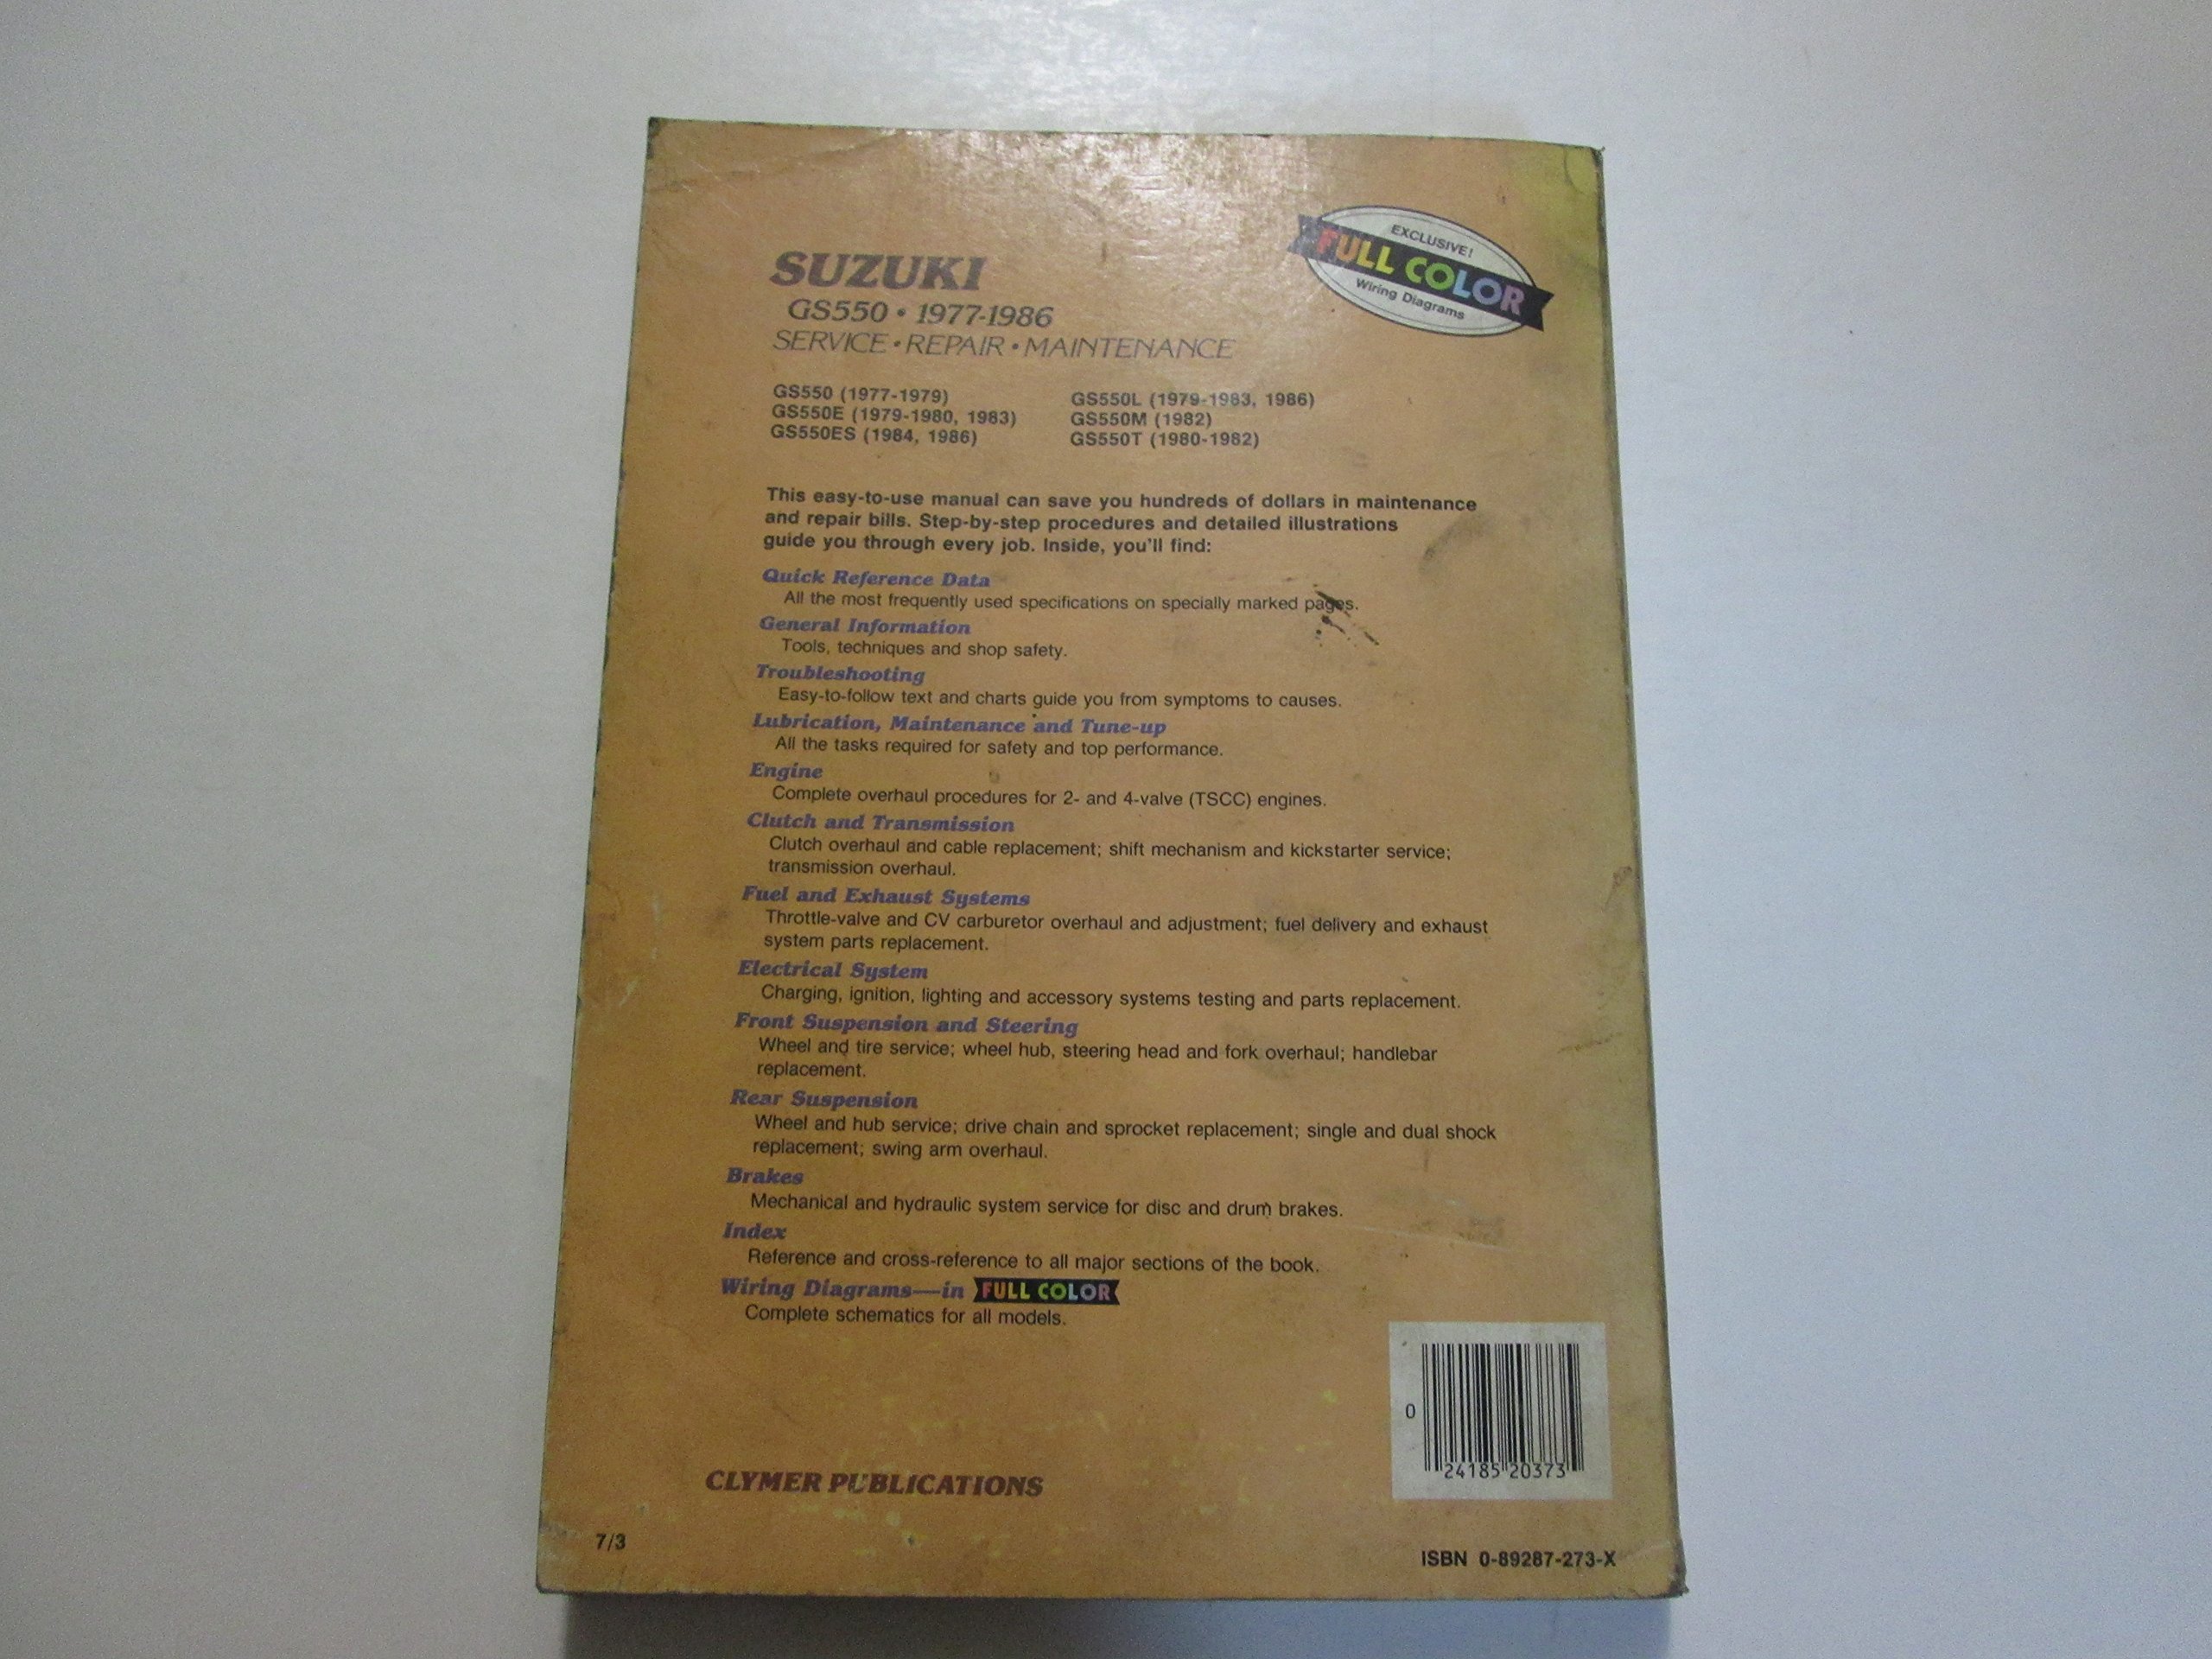 EXCLUSIVE!
FULL COLOR
Wiring Diagrams
SUZUKI
GS550 • 1977-1986
SERVICE • REPAIR • MAINTENANCE
GS550 (1977-1979)
GS550E (1979-1980, 1983)
GS550ES (1984, 1986)
GS550L (1979-1983, 1986)
GS550M (1982)
GS550T (1980-1982)
This easy-to-use manual can save you hundreds of dollars in maintenance
and repair bills. Step-by-step procedures and detailed illustrations
guide you through every job. Inside, you'll find:
Quick Reference Data
All the most frequently used specifications on specially marked pages.
General Information
Tools, techniques and shop safety.
Troubleshooting
Easy-to-follow text and charts guide you from symptoms to causes.
Lubrication, Maintenance and Tune-up
All the tasks required for safety and top performance.
Engine
Complete overhaul procedures for 2- and 4-valve (TSCC) engines.
Clutch and Transmission
Clutch overhaul and cable replacement; shift mechanism and kickstarter service;
transmission overhaul.
Fuel and Exhaust Systems
Throttle-valve and CV carburetor overhaul and adjustment; fuel delivery and exhaust
system parts replacement.
Electrical System
Charging, ignition, lighting and accessory systems testing and parts replacement.
Front Suspension and Steering
Wheel and tire service; wheel hub, steering head and fork overhaul; handlebar
replacement.
Rear Suspension
Wheel and hub service; drive chain and sprocket replacement; single and dual shock
replacement; swing arm overhaul.
Brakes
Mechanical and hydraulic system service for disc and drum brakes.
Index
Reference and cross-reference to all major sections of the book.
Wiring Diagrams—in FULL COLOR
Complete schematics for all models.
0
24185 20373
CLYMER PUBLICATIONS
7/3
ISBN 0-89287-273-X